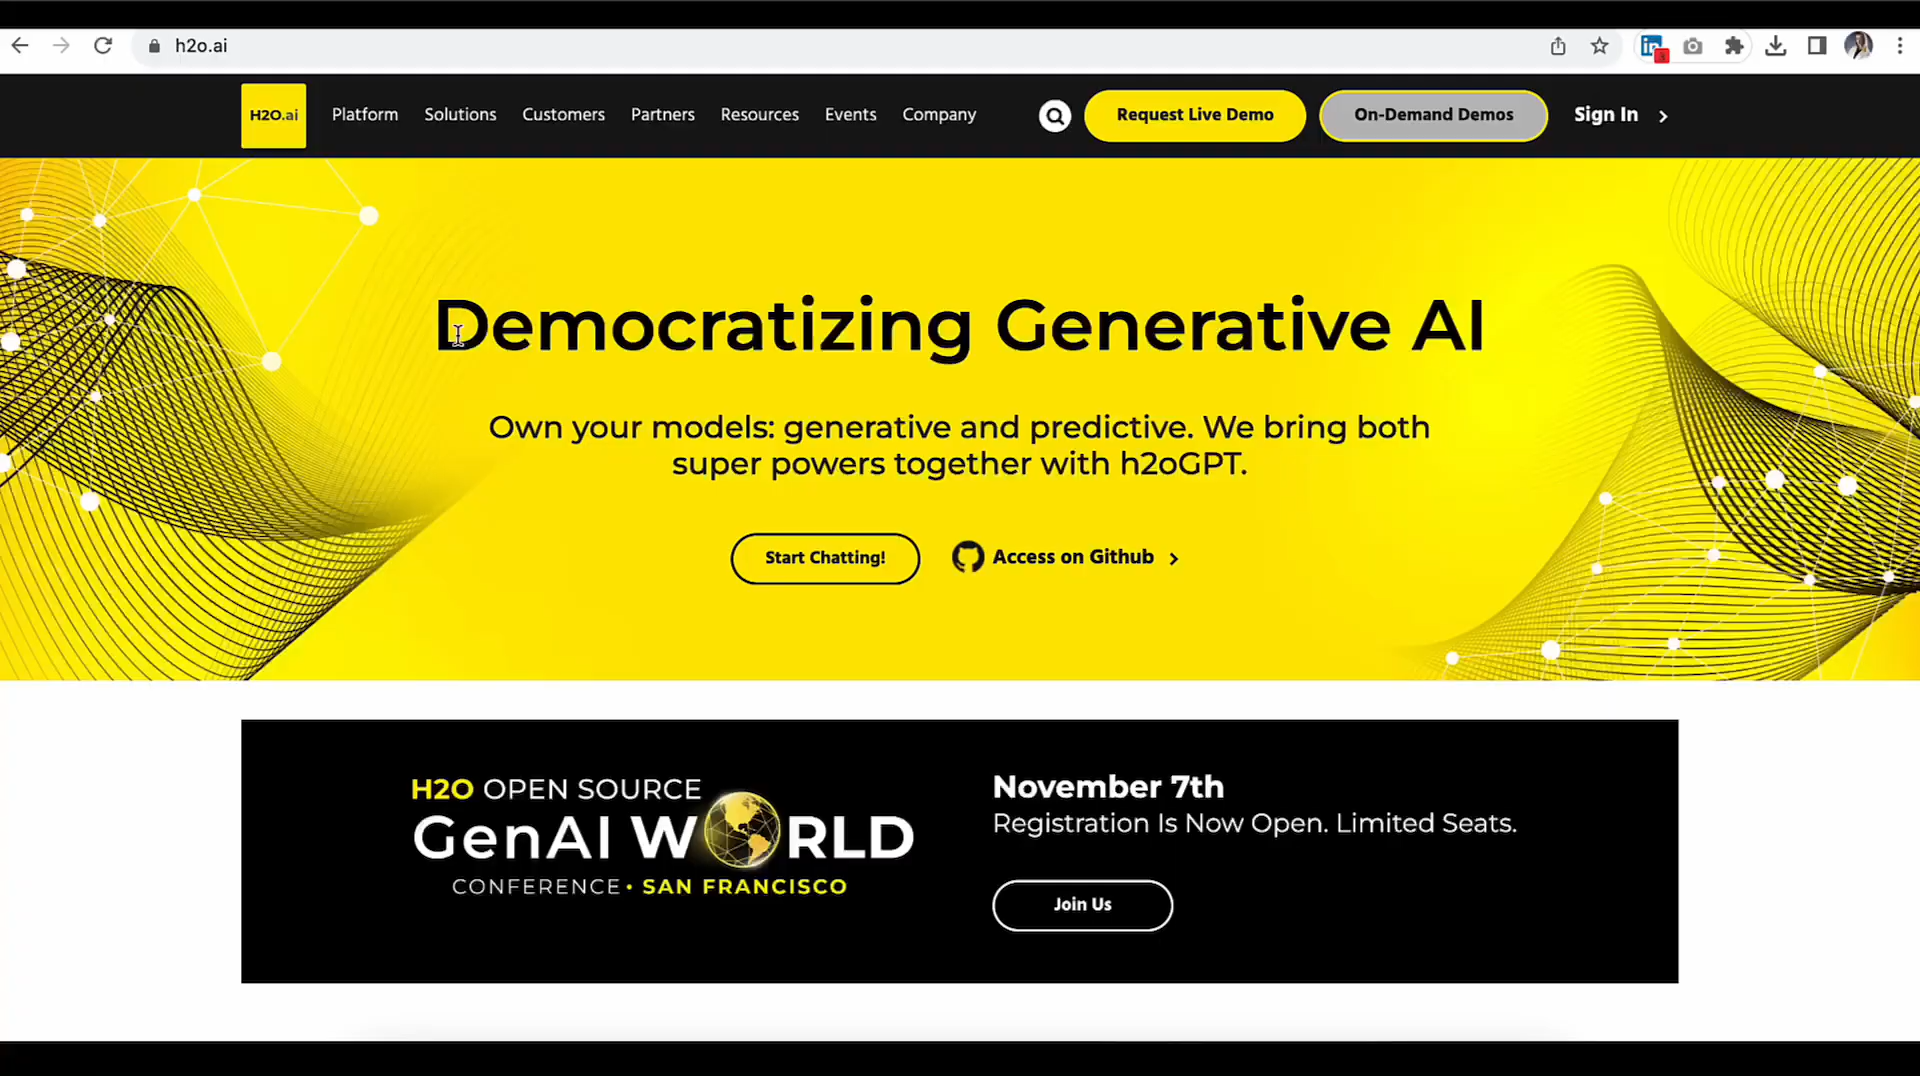 h2o.ai
in
H2O.ai
Platform
Solutions
Customers
Partners
Resources
Events
Company
Request Live Demo
On-Demand Demos
Sign In
Democratizing Generative AI
Own your models: generative and predictive. We bring both
super powers together with h2oGPT.
Start Chatting!
Access on Github
H2O OPEN SOURCE
GenAI WORLD
CONFERENCE • SAN FRANCISCO
November 7th
Registration Is Now Open. Limited Seats.
Join Us